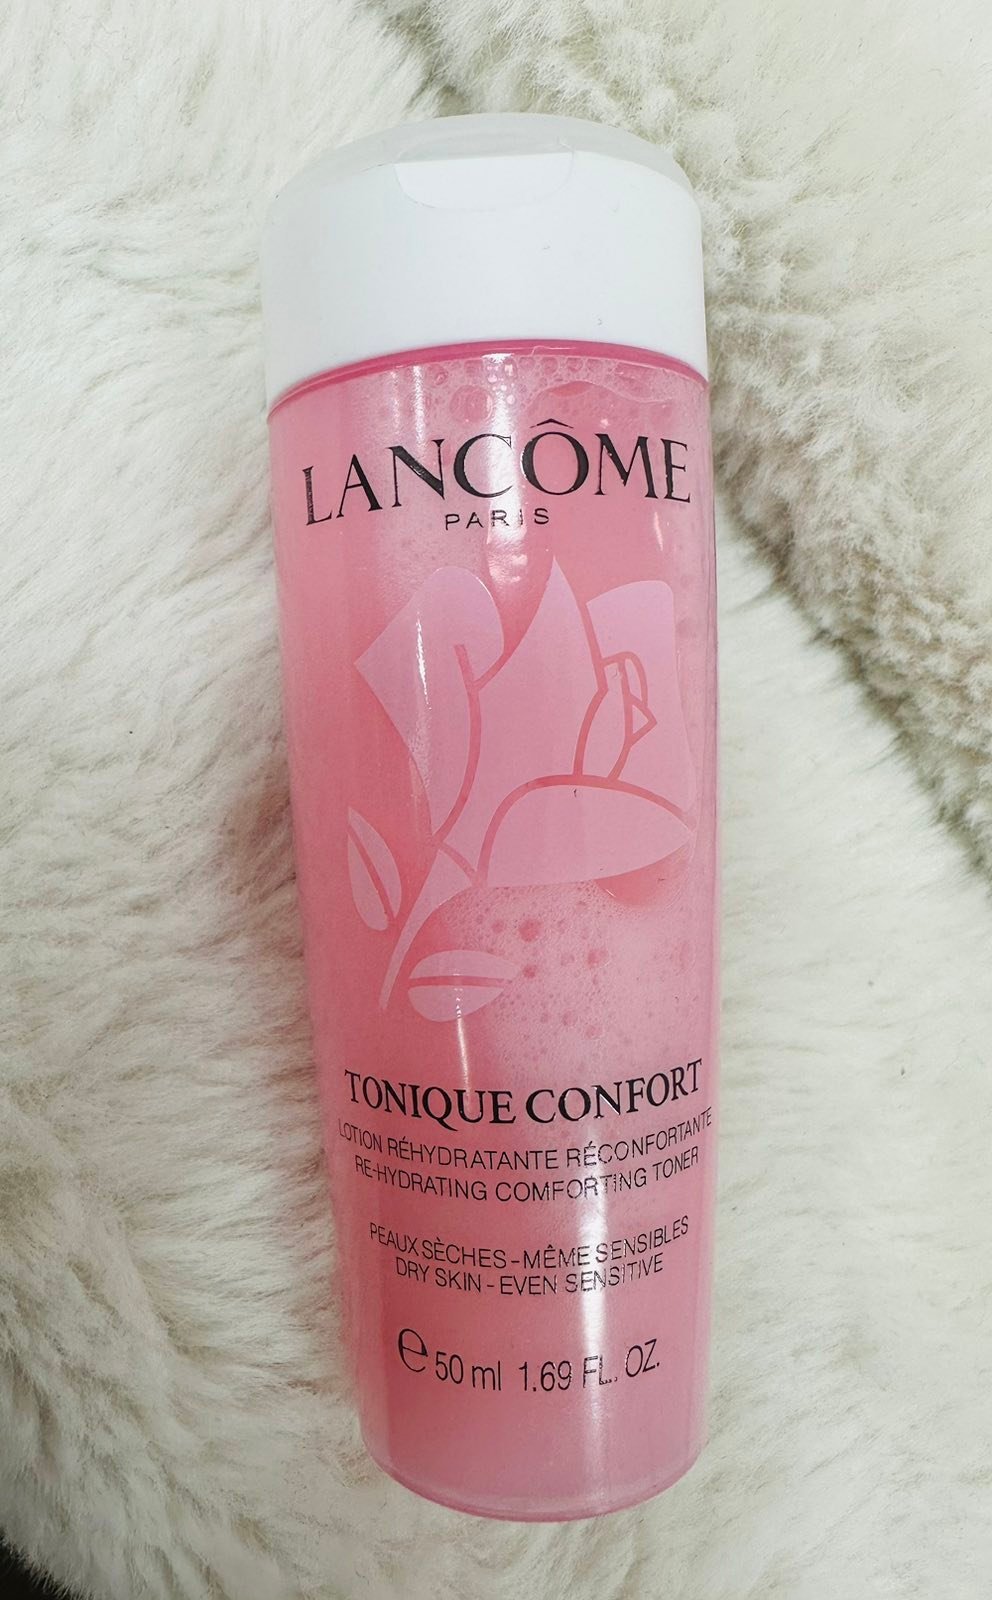 LANCÔME
PARIS
TONIQUE CONFORT
LOTION RÉHYDRATANTE RÉCONFORTANTE
RE-HYDRATING COMFORTING TONER
PEAUX SÈCHES - MÊME SENSIBLES
DRY SKIN - EVEN SENSITIVE
℮ 50 ml 1.69 FL. OZ.